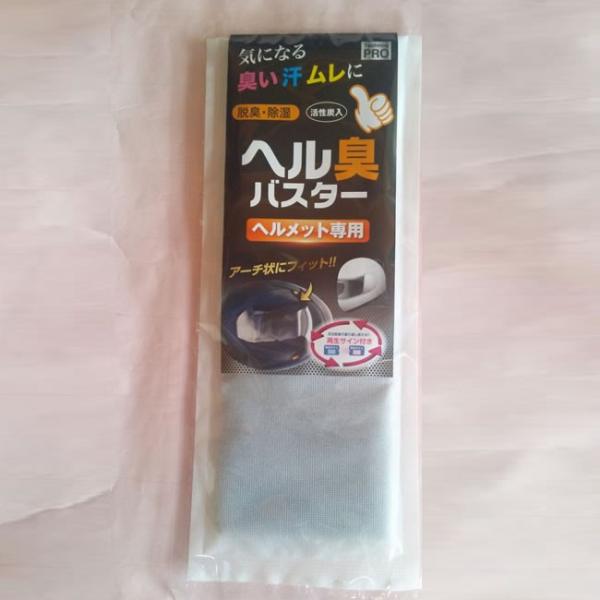 PRO
気になる
臭い 汗 ムレに
脱臭・除湿
活性炭入
ヘル臭
バスター
ヘルメット専用
アーチ状にフィット!!
再生サイン付き